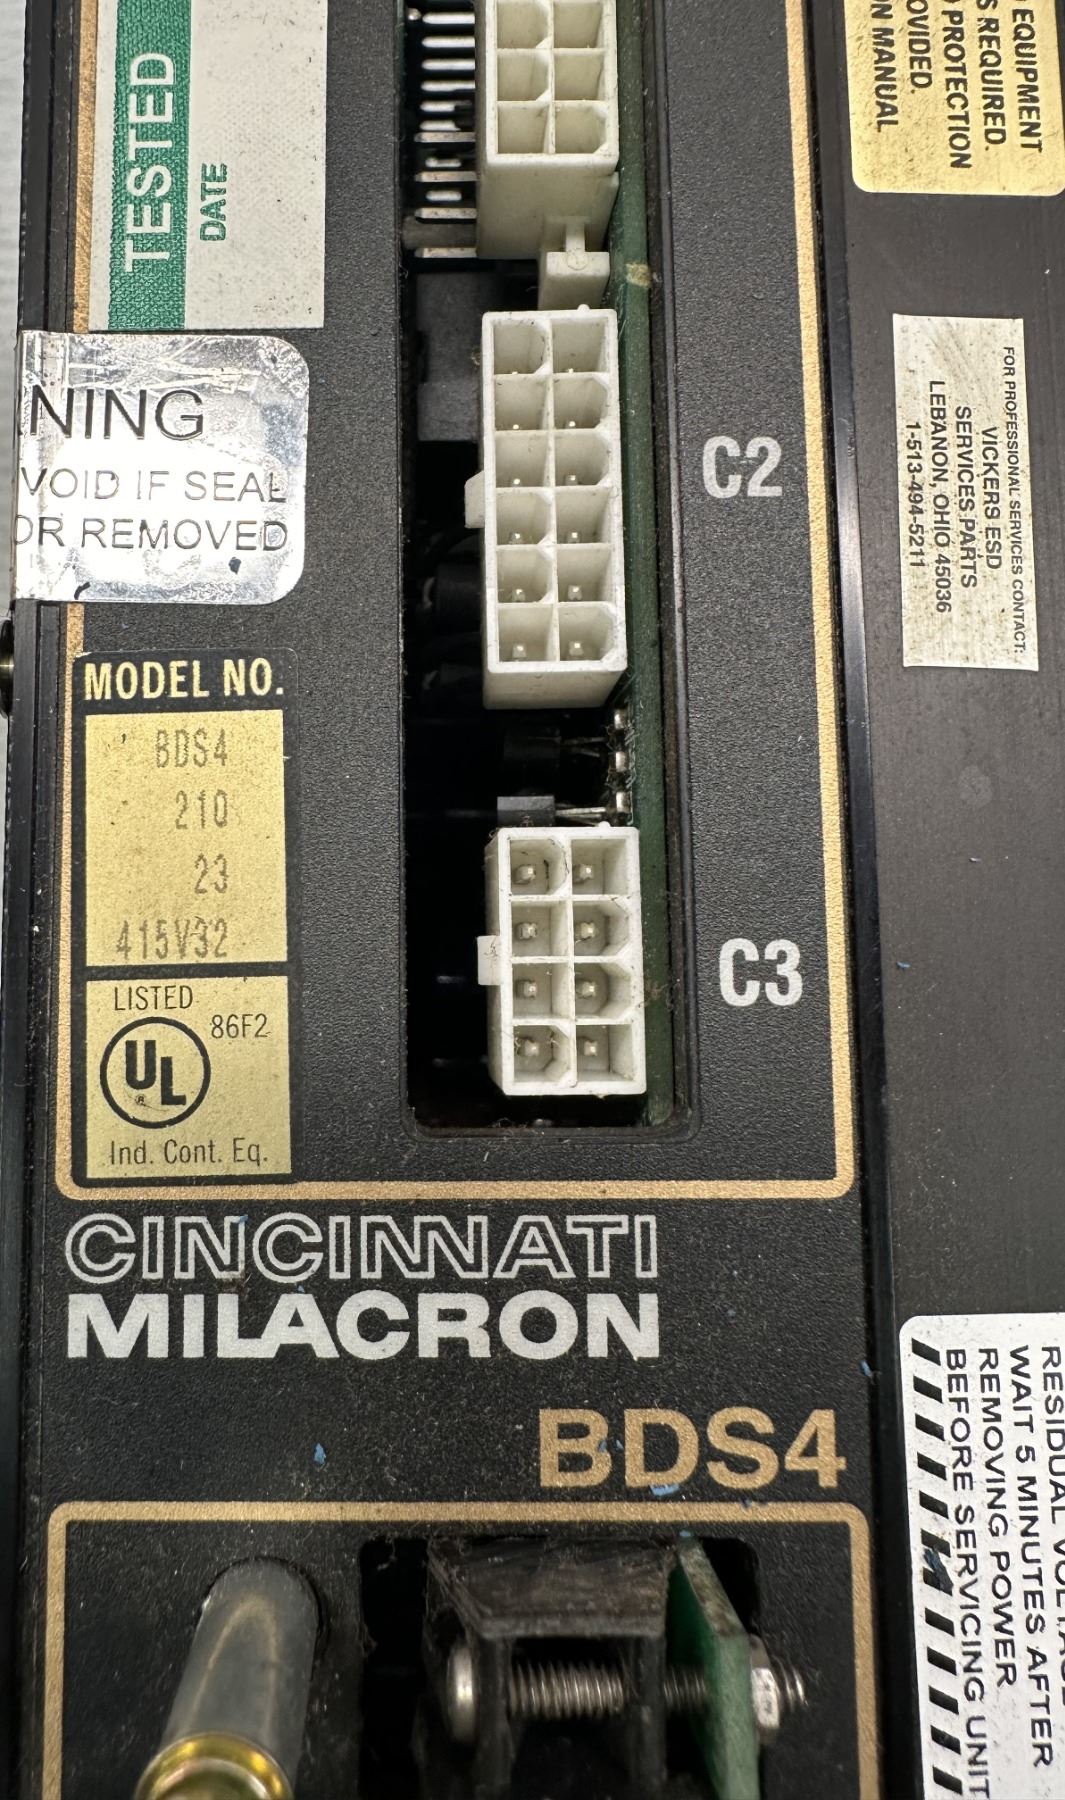 TESTED
DATE
EQUIPMENT
REQUIRED.
PROTECTION
MANUAL
NING
VOID IF SEAL
OR REMOVED
C2
FOR PROFESSIONAL SERVICES CONTACT:
VICKERS ESD
SERVICES.PARTS
LEBANON, OHIO 45036
1-513-494-5211
MODEL NO.
BDS4
210
23
415V32
LISTED
86F2
UL
®
Ind. Cont. Eq.
C3
CINCINNATI
MILACRON
BDS4
RESIDUAL
WAIT 5 MINUTES AFTER
REMOVING POWER
BEFORE SERVICING UNIT